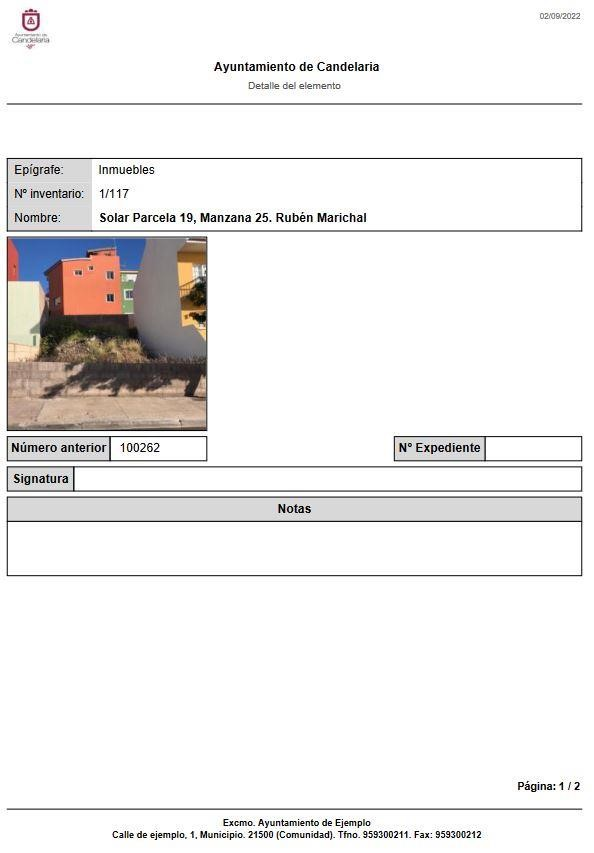 Ayuntamiento de
Candelaria
02/09/2022
Ayuntamiento de Candelaria
Detalle del elemento
Epígrafe: Inmuebles
Nº inventario: 1/117
Nombre: Solar Parcela 19, Manzana 25. Rubén Marichal
Número anterior 100262 Nº Expediente
Signatura
Notas
Página: 1 / 2
Excmo. Ayuntamiento de Ejemplo
Calle de ejemplo, 1, Municipio. 21500 (Comunidad). Tfno. 959300211. Fax: 959300212